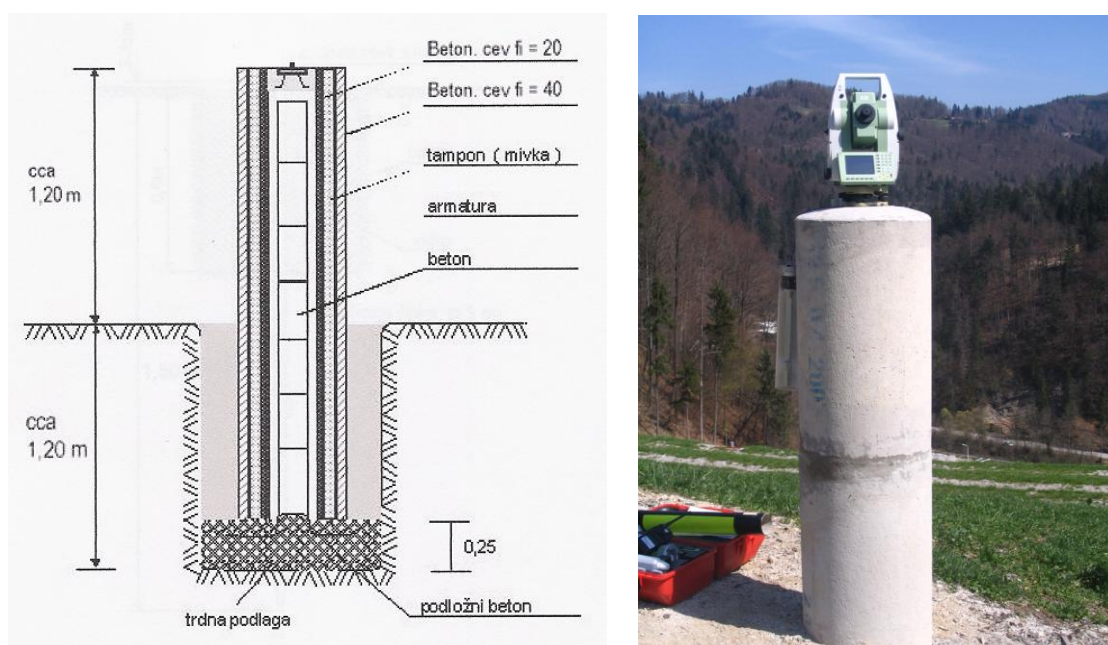 Beton. cev fi = 20
Beton. cev fi = 40
cca
1,20 m
tampon ( mivka )
armatura
beton
cca
1,20 m
0,25
trdna podlaga
podložni beton